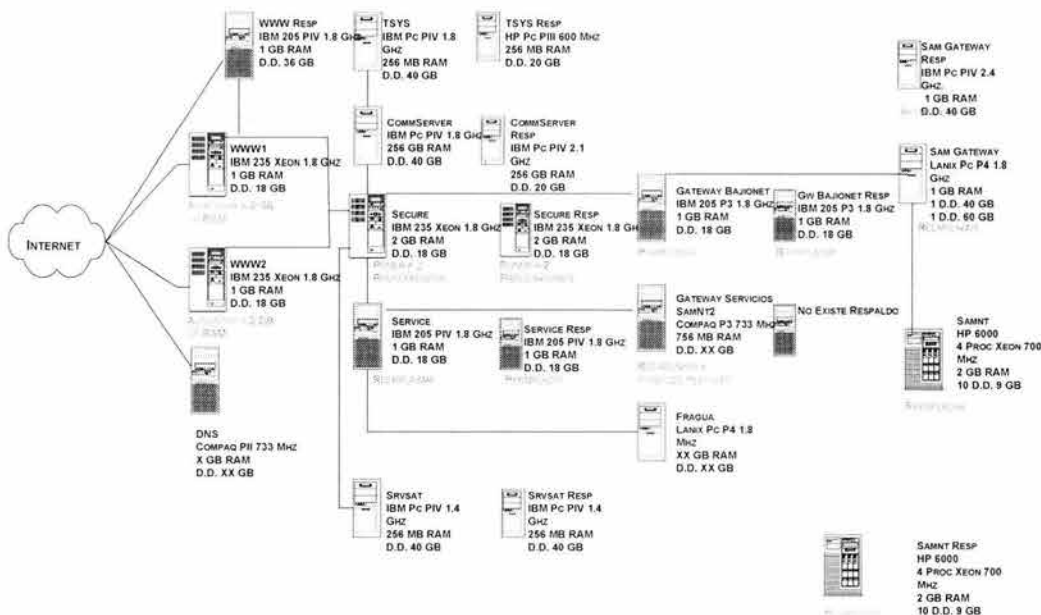 WWW RESP
IBM 205 PIV 1.8 GHZ
1 GB RAM
D.D. 36 GB
TSYS
IBM PC PIV 1.8
GHZ
256 MB RAM
D.D. 40 GB
TSYS RESP
HP PC PIII 600 MHZ
256 MB RAM
D.D. 20 GB
SAM GATEWAY
RESP
IBM PC PIV 2.4
GHZ.
1 GB RAM
D.D. 40 GB
COMMSERVER
IBM PC PIV 1.8 GHZ
256 GB RAM
D.D. 40 GB
COMMSERVER
RESP
IBM PC PIV 2.1
GHZ
256 GB RAM
D.D. 20 GB
WWW1
IBM 235 XEON 1.8 GHZ
1 GB RAM
D.D. 18 GB
SAM GATEWAY
LANIX PC P4 1.8
GHZ
1 GB RAM
1 D.D. 40 GB
1 D.D. 60 GB
INTERNET
SECURE
IBM 235 XEON 1.8 GHZ
2 GB RAM
D.D. 18 GB
SECURE RESP
IBM 235 XEON 1.8 GHZ
2 GB RAM
D.D. 18 GB
GATEWAY BAJIONET
IBM 205 P3 1.8 GHZ
1 GB RAM
D.D. 18 GB
GW BAJIONET RESP
IBM 205 P3 1.8 GHZ
1 GB RAM
D.D. 18 GB
WWW2
IBM 235 XEON 1.8 GHZ
1 GB RAM
D.D. 18 GB
SERVICE
IBM 205 PIV 1.8 GHZ
1 GB RAM
D.D. 18 GB
SERVICE RESP
IBM 205 PIV 1.8 GHZ
1 GB RAM
D.D. 18 GB
GATEWAY SERVICIOS
SAMNT2
COMPAQ P3 733 MHZ
756 MB RAM
D.D. XX GB
NO EXISTE RESPALDO
SAMNT
HP 6000
4 PROC XEON 700
MHZ
2 GB RAM
10 D.D. 9 GB
DNS
COMPAQ PII 733 MHZ
X GB RAM
D.D. XX GB
FRAGUA
LANIX PC P4 1.8
MHZ
XX GB RAM
D.D. XX GB
SRVSAT
IBM PC PIV 1.4
GHZ
256 MB RAM
D.D. 40 GB
SRVSAT RESP
IBM PC PIV 1.4
GHZ
256 MB RAM
D.D. 40 GB
SAMNT RESP
HP 6000
4 PROC XEON 700
MHZ
2 GB RAM
10 D.D. 9 GB